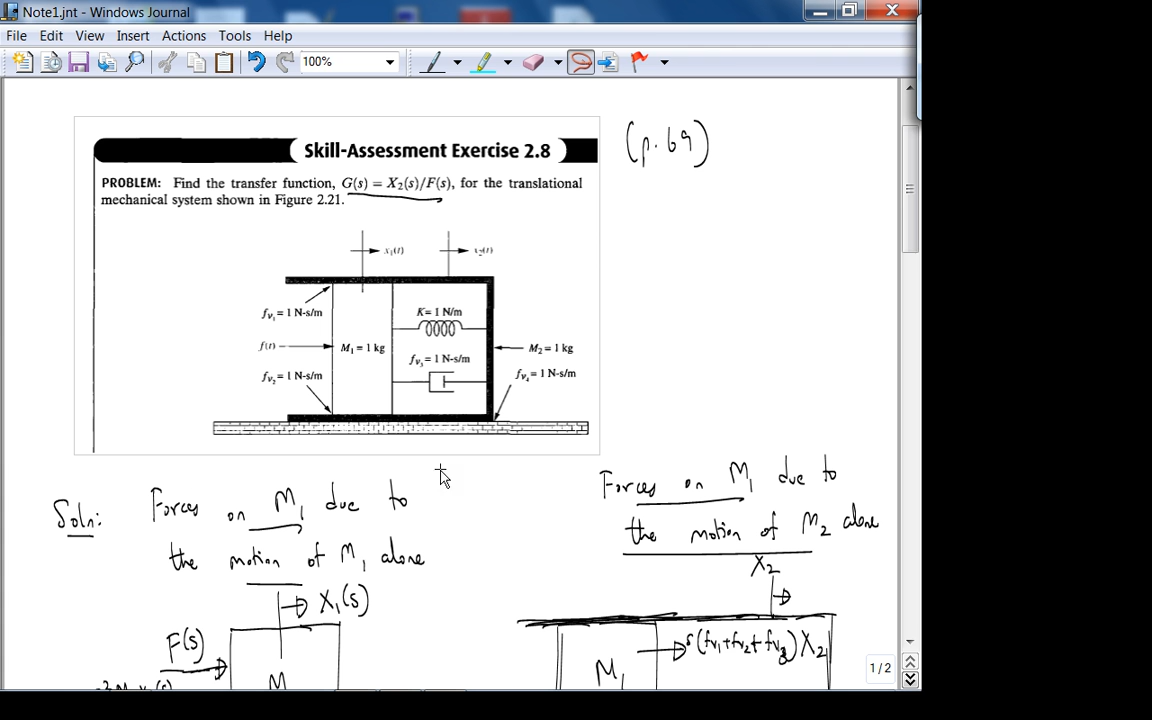 Note1.jnt - Windows Journal
File Edit View Insert Actions Tools Help
100%
Skill-Assessment Exercise 2.8
(p. 69)
PROBLEM: Find the transfer function, G(s) = X₂(s)/F(s), for the translational
mechanical system shown in Figure 2.21.
x₁(t) x₂(t)
fv₁ = 1 N-s/m
K = 1 N/m
f(t)
M₁ = 1 kg
M₂ = 1 kg
fv₃ = 1 N-s/m
fv₂ = 1 N-s/m
fv₄ = 1 N-s/m
Soln:
Forces on M₁ due to
the motion of M₁ alone
X₁(s)
F(s)
M
Forces on M₁ due to
the motion of M₂ alone
X₂
s(fv₁+fv₂+fv₃)X₂
M₁
1/2